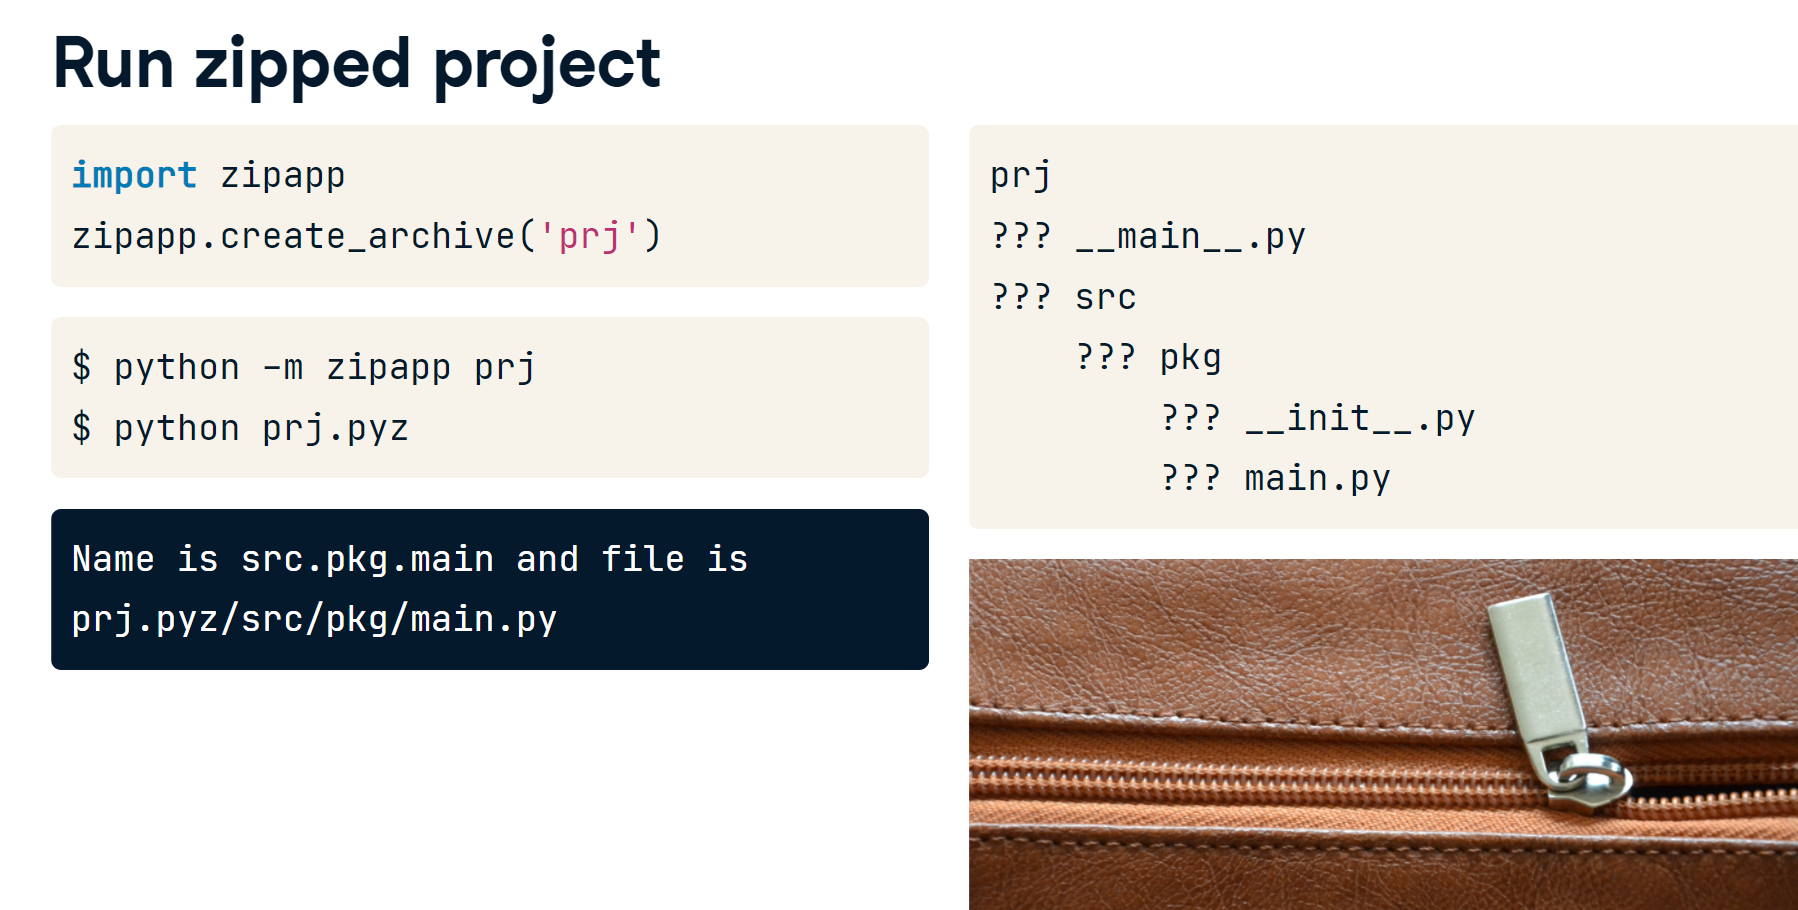 Run zipped project
import zipapp
zipapp.create_archive('prj')
$ python -m zipapp prj
$ python prj.pyz
Name is src.pkg.main and file is
prj.pyz/src/pkg/main.py
prj
??? __main__.py
??? src
    ??? pkg
        ??? __init__.py
        ??? main.py